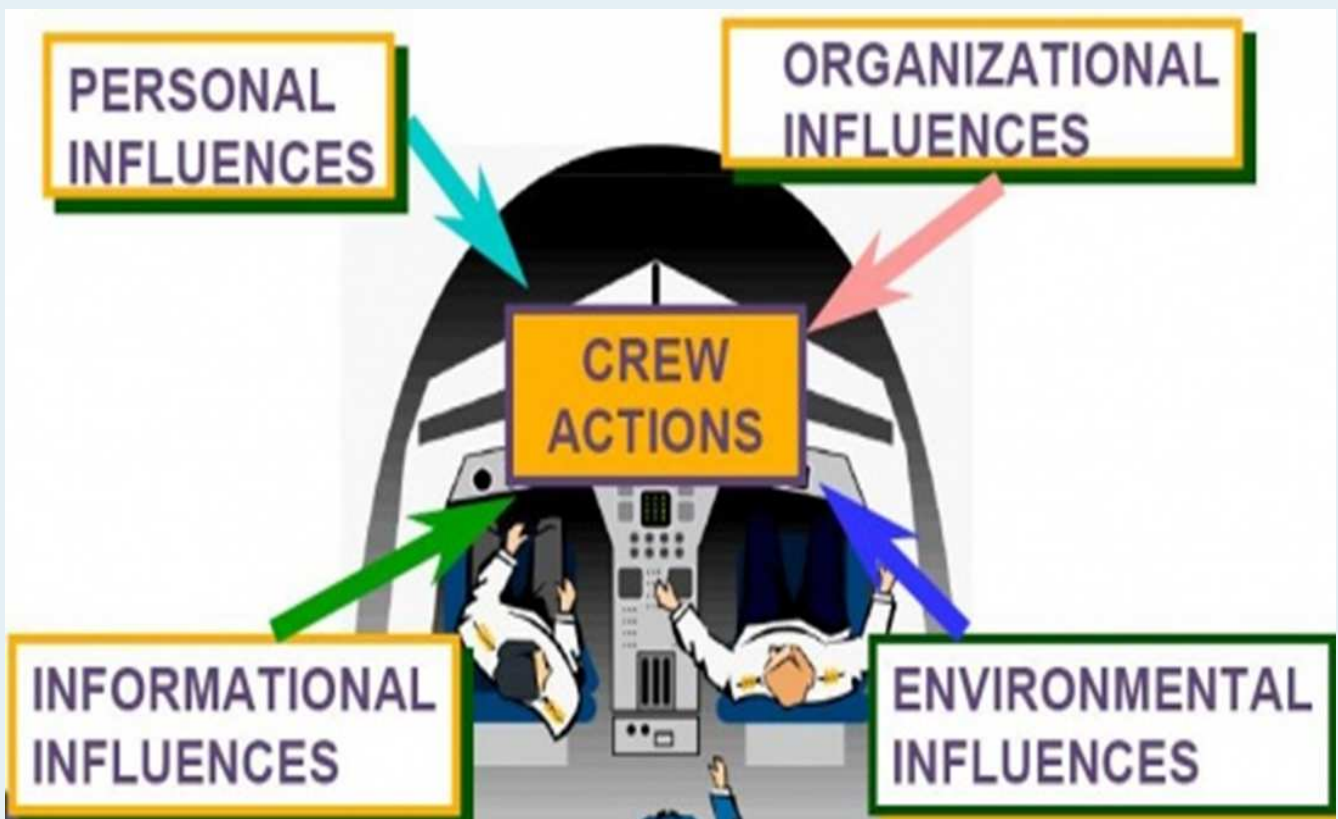 PERSONAL
INFLUENCES
ORGANIZATIONAL
INFLUENCES
CREW
ACTIONS
INFORMATIONAL
INFLUENCES
ENVIRONMENTAL
INFLUENCES